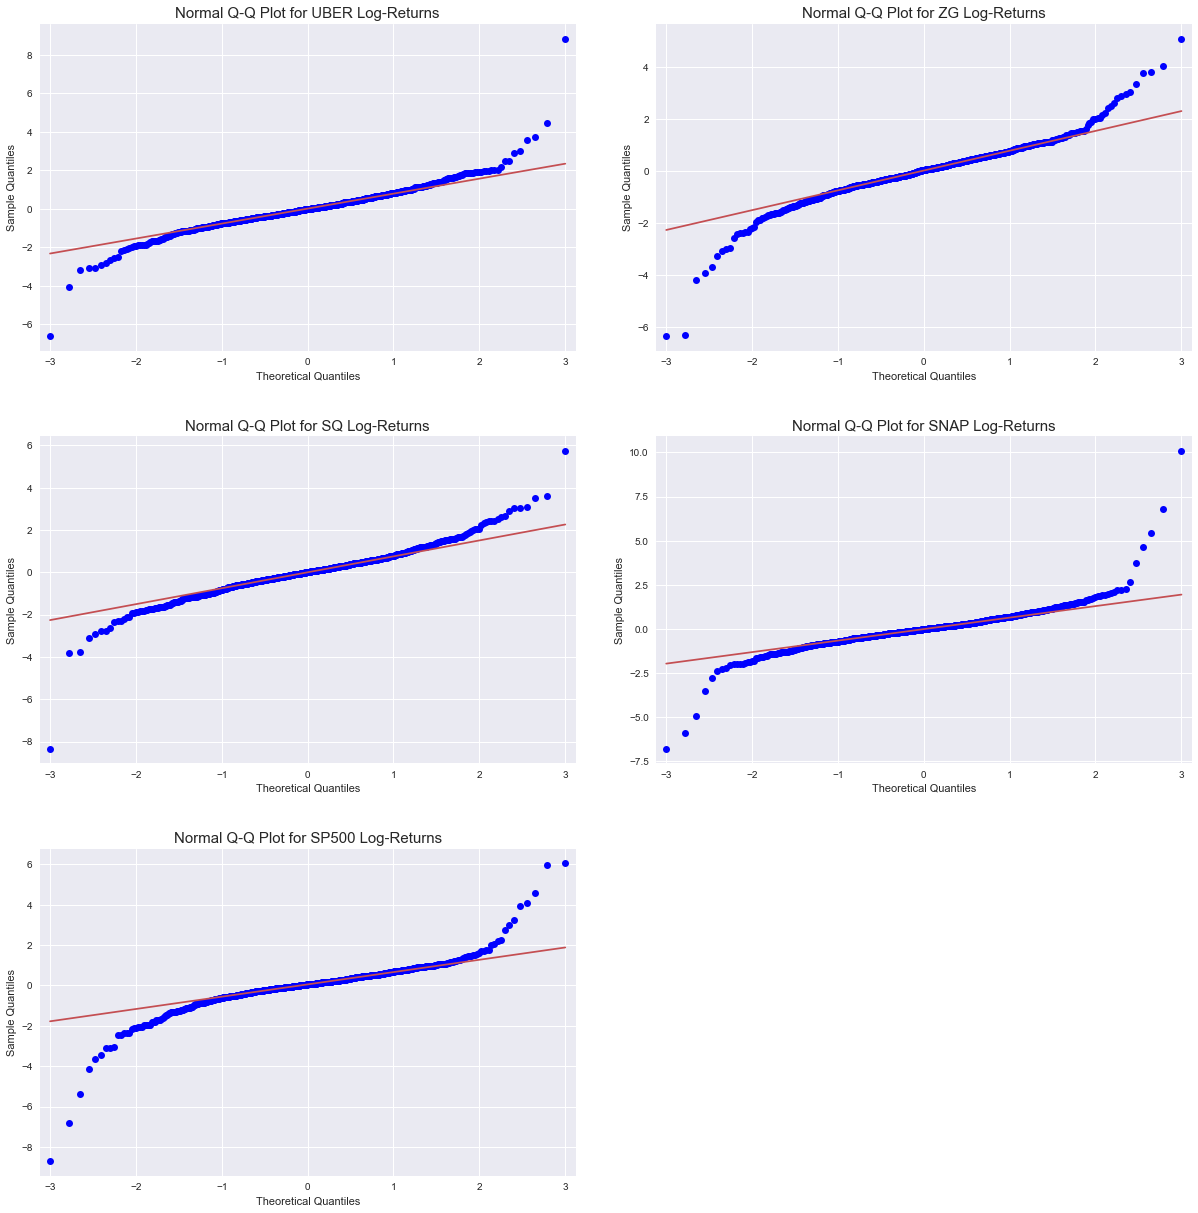 Normal Q-Q Plot for UBER Log-Returns
8
6
4
2
0
−2
−4
−6
Sample Quantiles
−3 −2 −1 0 1 2 3
Theoretical Quantiles
Normal Q-Q Plot for ZG Log-Returns
4
2
0
−2
−4
−6
Sample Quantiles
−3 −2 −1 0 1 2 3
Theoretical Quantiles
Normal Q-Q Plot for SQ Log-Returns
6
4
2
0
−2
−4
−6
−8
Sample Quantiles
−3 −2 −1 0 1 2 3
Theoretical Quantiles
Normal Q-Q Plot for SNAP Log-Returns
10.0
7.5
5.0
2.5
0.0
−2.5
−5.0
−7.5
Sample Quantiles
−3 −2 −1 0 1 2 3
Theoretical Quantiles
Normal Q-Q Plot for SP500 Log-Returns
6
4
2
0
−2
−4
−6
−8
Sample Quantiles
−3 −2 −1 0 1 2 3
Theoretical Quantiles